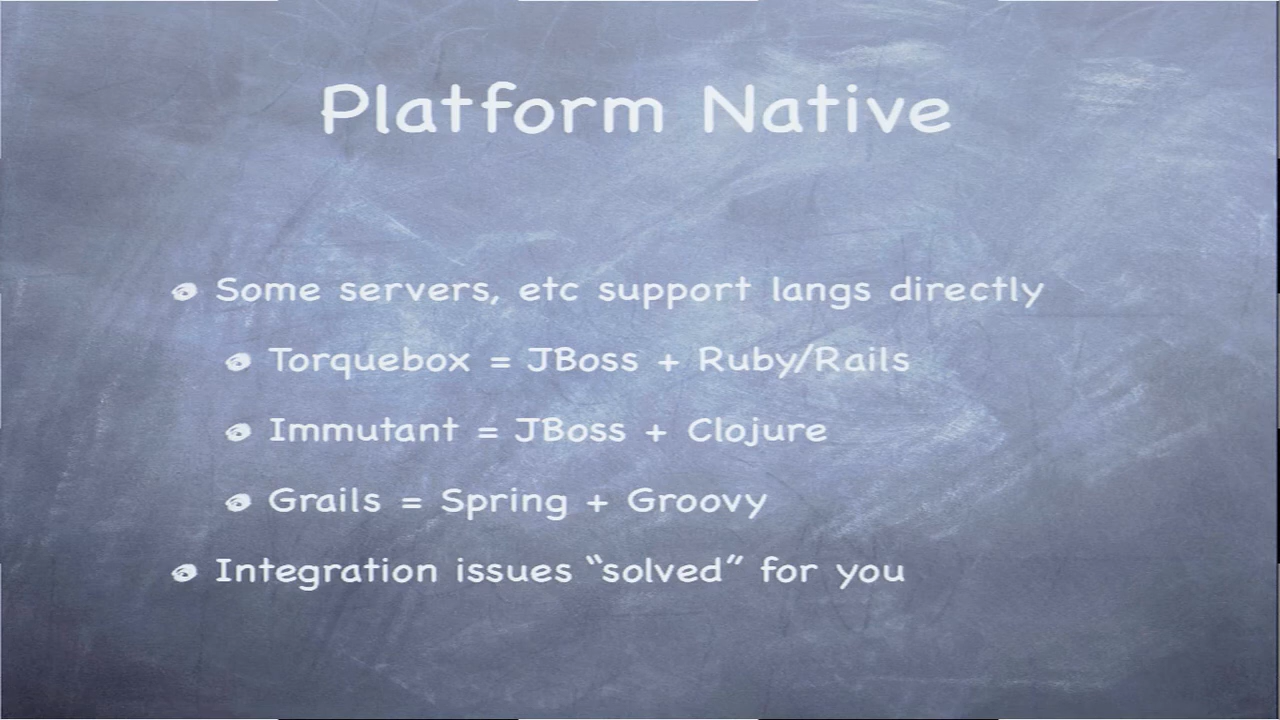 Platform Native
Some servers, etc support langs directly
Torquebox = JBoss + Ruby/Rails
Immutant = JBoss + Clojure
Grails = Spring + Groovy
Integration issues “solved” for you